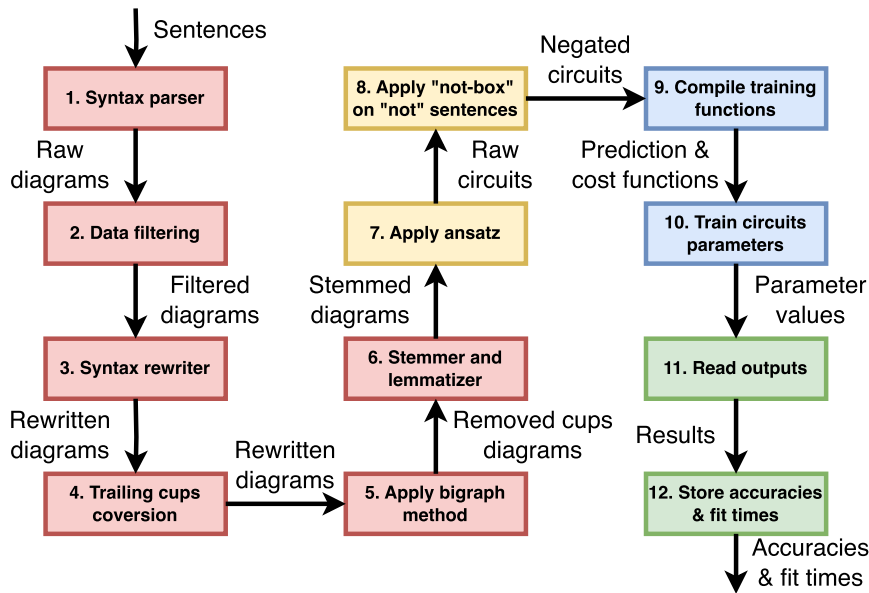 Sentences
1. Syntax parser
Raw
diagrams
2. Data filtering
Filtered
diagrams
3. Syntax rewriter
Rewritten
diagrams
4. Trailing cups
coversion
Rewritten
diagrams
5. Apply bigraph
method
Removed cups
diagrams
6. Stemmer and
lemmatizer
Stemmed
diagrams
7. Apply ansatz
Raw
circuits
8. Apply "not-box"
on "not" sentences
Negated
circuits
9. Compile training
functions
Prediction &
cost functions
10. Train circuits
parameters
Parameter
values
11. Read outputs
Results
12. Store accuracies
& fit times
Accuracies
& fit times